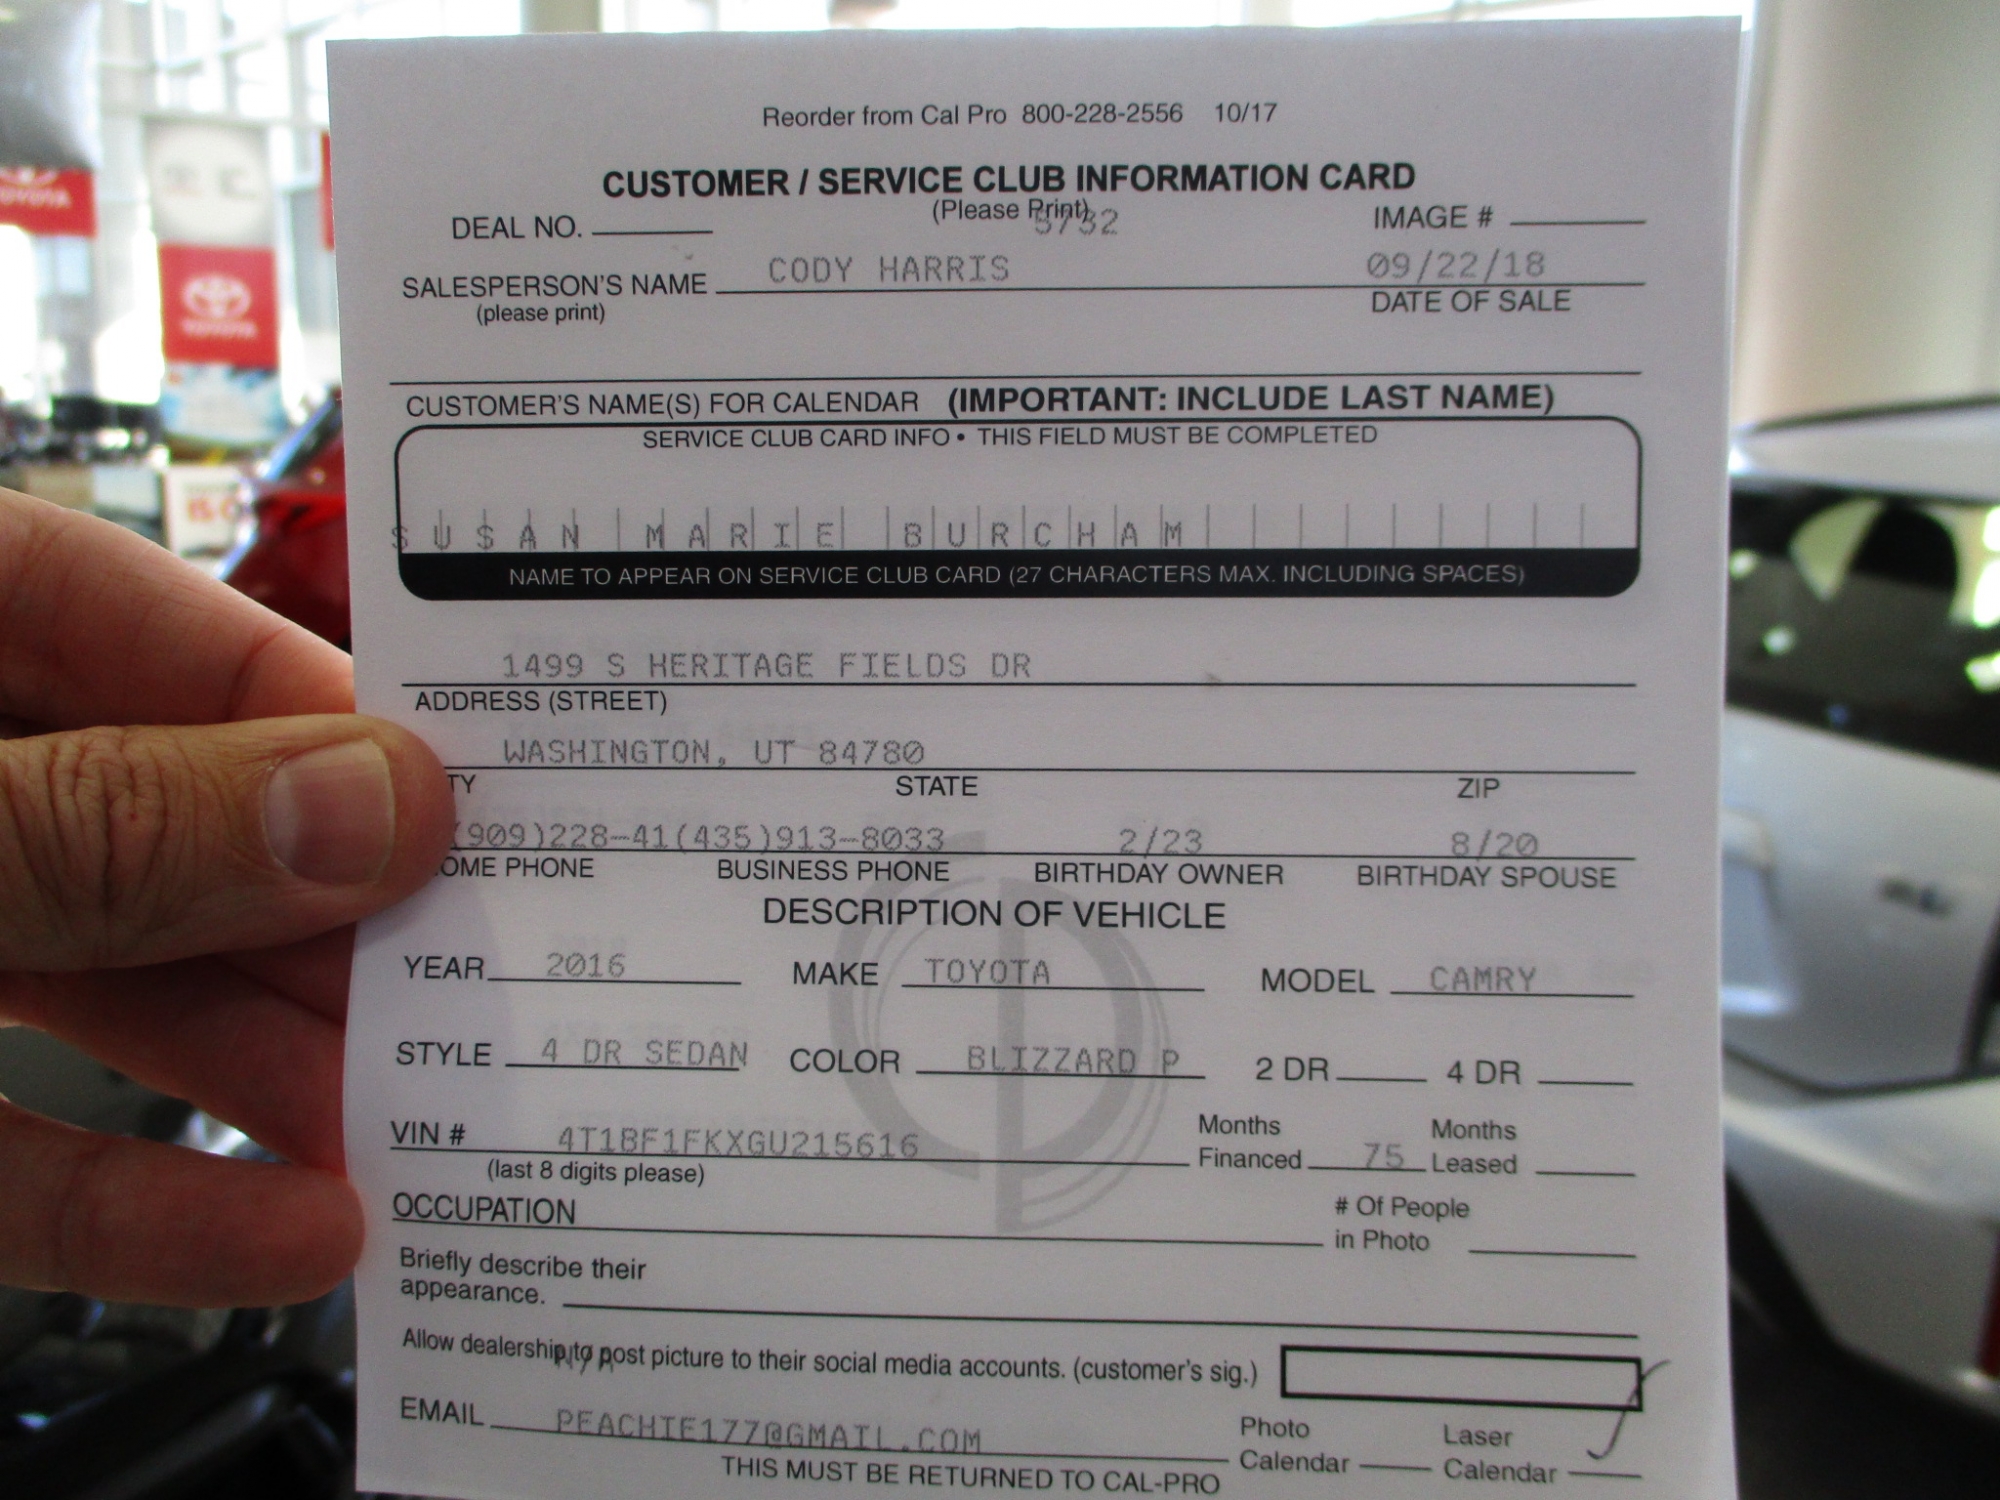 Reorder from Cal Pro 800-228-2556 10/17
CUSTOMER / SERVICE CLUB INFORMATION CARD
(Please Print)
5732
DEAL NO. IMAGE #
SALESPERSON'S NAME CODY HARRIS 09/22/18
(please print) DATE OF SALE
CUSTOMER'S NAME(S) FOR CALENDAR (IMPORTANT: INCLUDE LAST NAME)
SERVICE CLUB CARD INFO • THIS FIELD MUST BE COMPLETED
SUSAN MARIE BURCHAM
NAME TO APPEAR ON SERVICE CLUB CARD (27 CHARACTERS MAX. INCLUDING SPACES)
1499 S HERITAGE FIELDS DR
ADDRESS (STREET)
WASHINGTON, UT 84780
TY STATE ZIP
(909)228-41(435)913-8033 2/23 8/20
OME PHONE BUSINESS PHONE BIRTHDAY OWNER BIRTHDAY SPOUSE
DESCRIPTION OF VEHICLE
YEAR 2016 MAKE TOYOTA MODEL CAMRY
STYLE 4 DR SEDAN COLOR BLIZZARD P 2 DR 4 DR
VIN # 4T1BF1FKXGU215616 Months Financed 75 Months Leased
(last 8 digits please)
OCCUPATION # Of People in Photo
Briefly describe their
appearance.
Allow dealership to post picture to their social media accounts. (customer's sig.)
N/A
EMAIL PEACHIE177@GMAIL.COM Photo Calendar Laser Calendar
THIS MUST BE RETURNED TO CAL-PRO
TOYOTA
TOYOTA